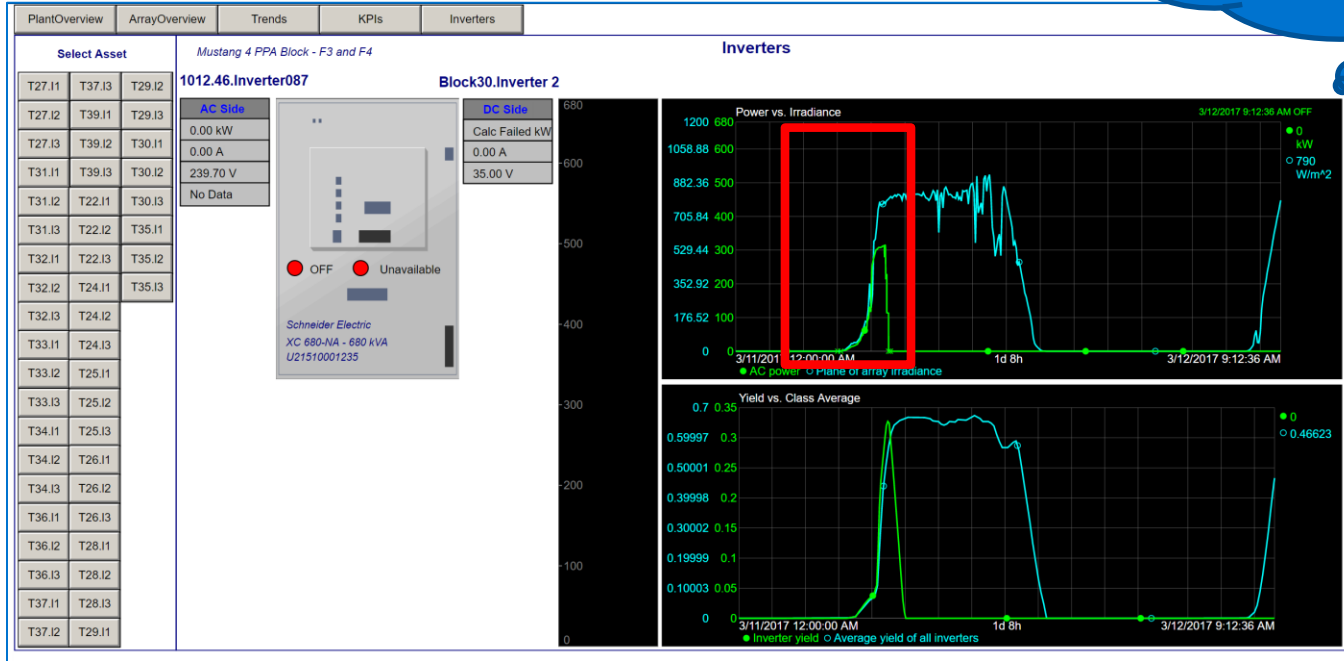 PlantOverview ArrayOverview Trends KPIs Inverters
Select Asset
Mustang 4 PPA Block - F3 and F4
Inverters
T27.I1 T37.I3 T29.I2
T27.I2 T39.I1 T29.I3
T27.I3 T39.I2 T30.I1
T31.I1 T39.I3 T30.I2
T31.I2 T22.I1 T30.I3
T31.I3 T22.I2 T35.I1
T32.I1 T22.I3 T35.I2
T32.I2 T24.I1 T35.I3
T32.I3 T24.I2
T33.I1 T24.I3
T33.I2 T25.I1
T33.I3 T25.I2
T34.I1 T25.I3
T34.I2 T26.I1
T34.I3 T26.I2
T36.I1 T26.I3
T36.I2 T28.I1
T36.I3 T28.I2
T37.I1 T28.I3
T37.I2 T29.I1
1012.46.Inverter087
Block30.Inverter 2
AC Side
0.00 kW
0.00 A
239.70 V
No Data
DC Side
Calc Failed kW
0.00 A
35.00 V
OFF Unavailable
Schneider Electric
XC 680-NA - 680 kVA
U21510001235
680
600
500
400
300
200
100
0
Power vs. Irradiance
3/12/2017 9:12:36 AM OFF
0
kW
790
W/m^2
1200 680
1058.88 600
882.36 500
705.84 400
529.44 300
352.92 200
176.52 100
0 0
3/11/2017 12:00:00 AM 1d 8h 3/12/2017 9:12:36 AM
AC power Plane of array irradiance
Yield vs. Class Average
0
0.46623
0.7 0.35
0.59997 0.3
0.50001 0.25
0.39998 0.2
0.30002 0.15
0.19999 0.1
0.10003 0.05
0 0
3/11/2017 12:00:00 AM 1d 8h 3/12/2017 9:12:36 AM
Inverter yield Average yield of all inverters